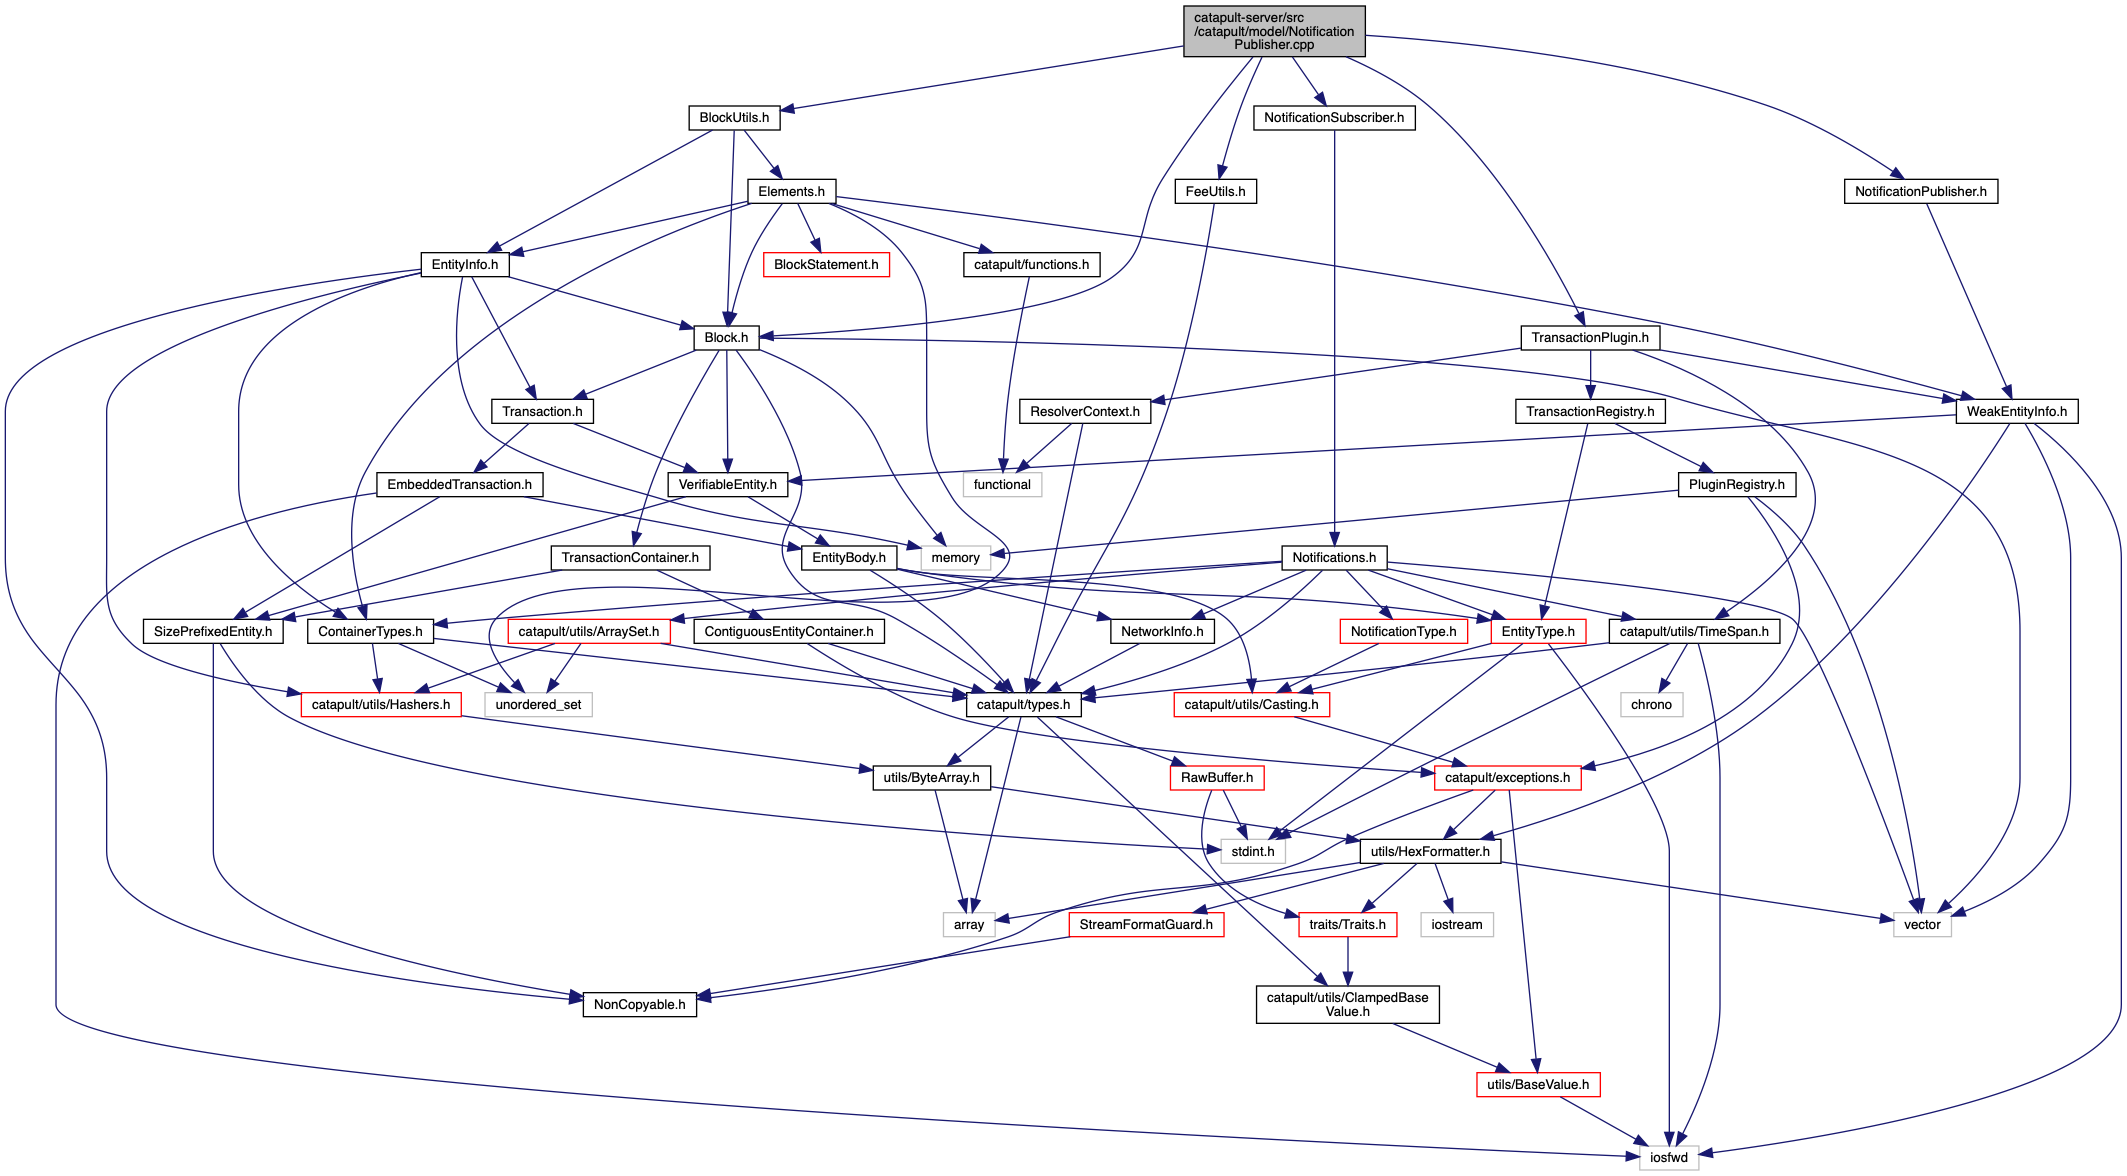 catapult-server/src
/catapult/model/Notification
Publisher.cpp
BlockUtils.h
NotificationSubscriber.h
Elements.h
FeeUtils.h
NotificationPublisher.h
EntityInfo.h
BlockStatement.h
catapult/functions.h
Block.h
TransactionPlugin.h
Transaction.h
ResolverContext.h
TransactionRegistry.h
WeakEntityInfo.h
EmbeddedTransaction.h
VerifiableEntity.h
functional
PluginRegistry.h
TransactionContainer.h
EntityBody.h
memory
Notifications.h
SizePrefixedEntity.h
ContainerTypes.h
catapult/utils/ArraySet.h
ContiguousEntityContainer.h
NetworkInfo.h
NotificationType.h
EntityType.h
catapult/utils/TimeSpan.h
catapult/utils/Hashers.h
unordered_set
catapult/types.h
catapult/utils/Casting.h
chrono
utils/ByteArray.h
RawBuffer.h
catapult/exceptions.h
stdint.h
utils/HexFormatter.h
array
StreamFormatGuard.h
traits/Traits.h
iostream
vector
NonCopyable.h
catapult/utils/ClampedBase
Value.h
utils/BaseValue.h
iosfwd